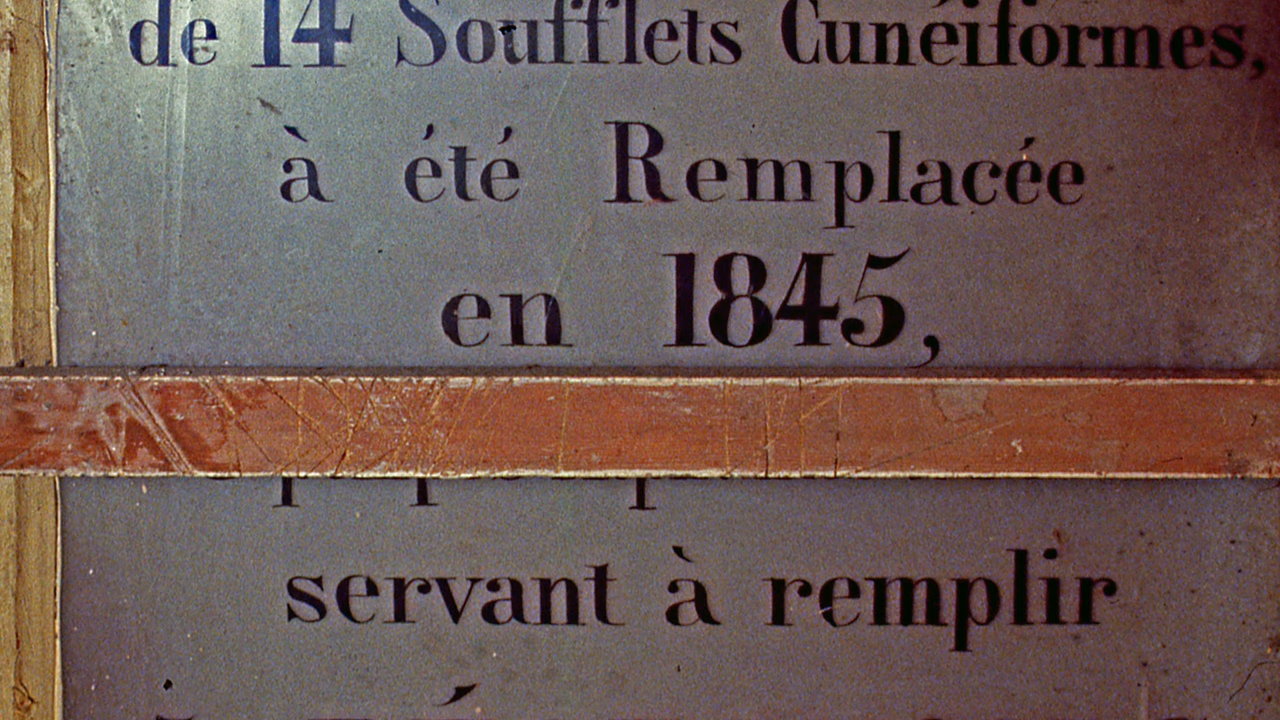 de 14 Soufflets Cunéiformes,
à été Remplacée
en 1845,
servant à remplir